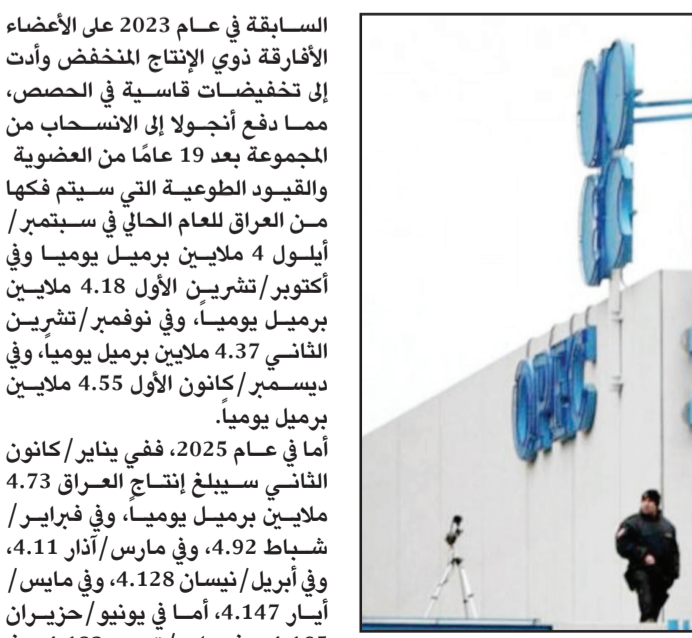 السابقة في عام 2023 على الأعضاء
الأفارقة ذوي الإنتاج المنخفض وأدت
إلى تخفيضات قاسية في الحصص،
مما دفع أنجولا إلى الانسحاب من
المجموعة بعد 19 عامًا من العضوية
والقيود الطوعية التي سيتم فكها
من العراق للعام الحالي في سبتمبر/
أيلول 4 ملايين برميل يوميا وفي
أكتوبر/تشرين الأول 4.18 ملايين
برميل يومياً، وفي نوفمبر/تشرين
الثاني 4.37 ملايين برميل يومياً، وفي
ديسمبر/كانون الأول 4.55 ملايين
برميل يومياً.
أما في عام 2025، ففي يناير/كانون
الثاني سيبلغ إنتاج العراق 4.73
ملايين برميل يومياً، وفي فبراير/
شباط 4.92، وفي مارس/آذار 4.11،
وفي أبريل/نيسان 4.128، وفي مايس/
أيار 4.147، أما في يونيو/حزيران
OPEC